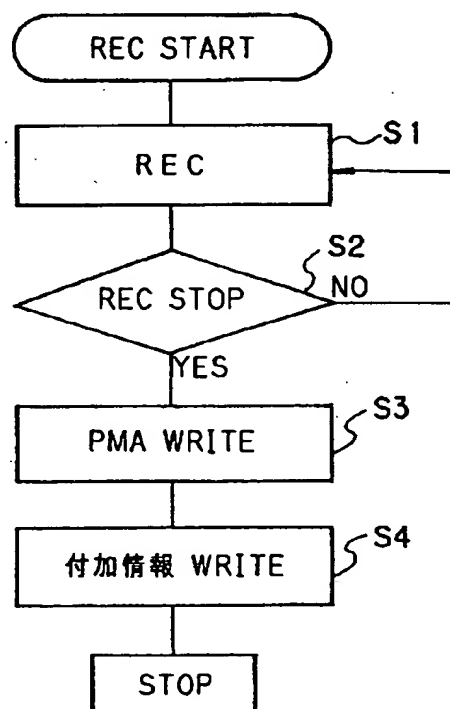 REC START
S1
REC
S2
REC STOP
NO
YES
S3
PMA WRITE
S4
付加情報 WRITE
STOP